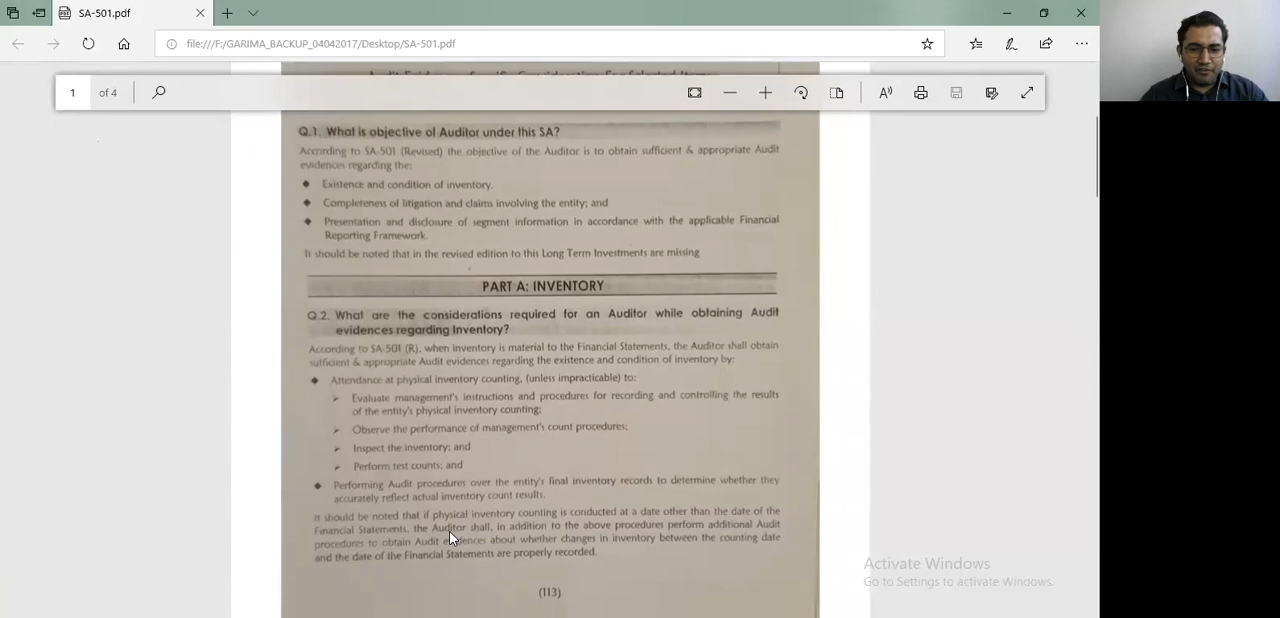 SA-501.pdf
file:///F:/GARIMA_BACKUP_04042017/Desktop/SA-501.pdf
1 of 4
Q.1. What is objective of Auditor under this SA?
According to SA-501 (Revised) the objective of the Auditor is to obtain sufficient & appropriate Audit
evidences regarding the:
Existence and condition of inventory.
Completeness of litigation and claims involving the entity; and
Presentation and disclosure of segment information in accordance with the applicable Financial
Reporting Framework.
It should be noted that in the revised edition to this Long Term Investments are missing
PART A: INVENTORY
Q.2. What are the considerations required for an Auditor while obtaining Audit
evidences regarding Inventory?
According to SA-501 (R), when inventory is material to the Financial Statements, the Auditor shall obtain
sufficient & appropriate Audit evidences regarding the existence and condition of inventory by:
Attendance at physical inventory counting, (unless impracticable) to:
Evaluate management's instructions and procedures for recording and controlling the results
of the entity's physical inventory counting;
Observe the performance of management's count procedures;
Inspect the inventory; and
Perform test counts; and
Performing Audit procedures over the entity's final inventory records to determine whether they
accurately reflect actual inventory count results.
It should be noted that if physical inventory counting is conducted at a date other than the date of the
Financial Statements, the Auditor shall, in addition to the above procedures perform additional Audit
procedures to obtain Audit evidences about whether changes in inventory between the counting date
and the date of the Financial Statements are properly recorded.
(113)
Activate Windows
Go to Settings to activate Windows.